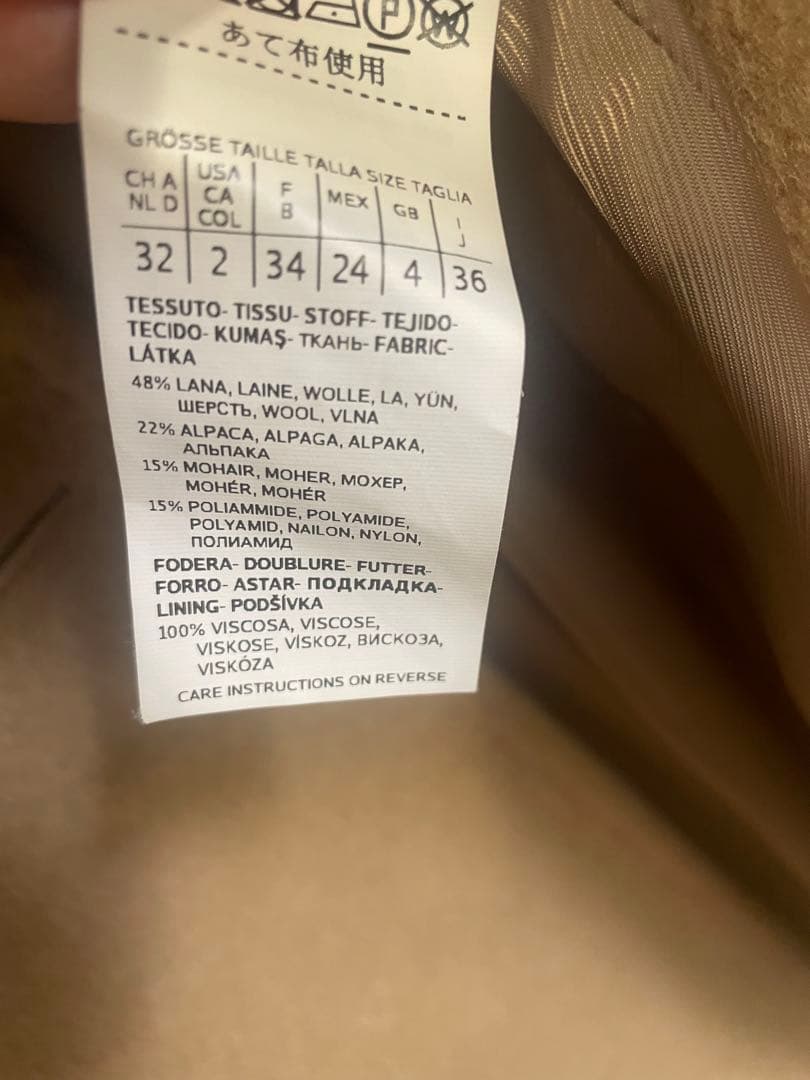 P W
あて布使用
GRÖSSE TAILLE TALLA SIZE TAGLIA
CH A NL D USA CA COL F B MEX GB I J
32 2 34 24 4 36
TESSUTO- TISSU- STOFF- TEJIDO-
TECIDO- KUMAŞ- ТКАНЬ- FABRIC-
LÁTKA
48% LANA, LAINE, WOLLE, LA, YÜN,
ШЕРСТЬ, WOOL, VLNA
22% ALPACA, ALPAGA, ALPAKA,
АЛЬПАКА
15% MOHAIR, MOHER, МОХЕР,
MOHÉR, MOHÉR
15% POLIAMMIDE, POLYAMIDE,
POLYAMID, NAILON, NYLON,
ПОЛИАМИД
FODERA- DOUBLURE- FUTTER-
FORRO- ASTAR- ПОДКЛАДКА-
LINING- PODŠÍVKA
100% VISCOSA, VISCOSE,
VISKOSE, VİSKOZ, ВИСКОЗА,
VISKÓZA
CARE INSTRUCTIONS ON REVERSE